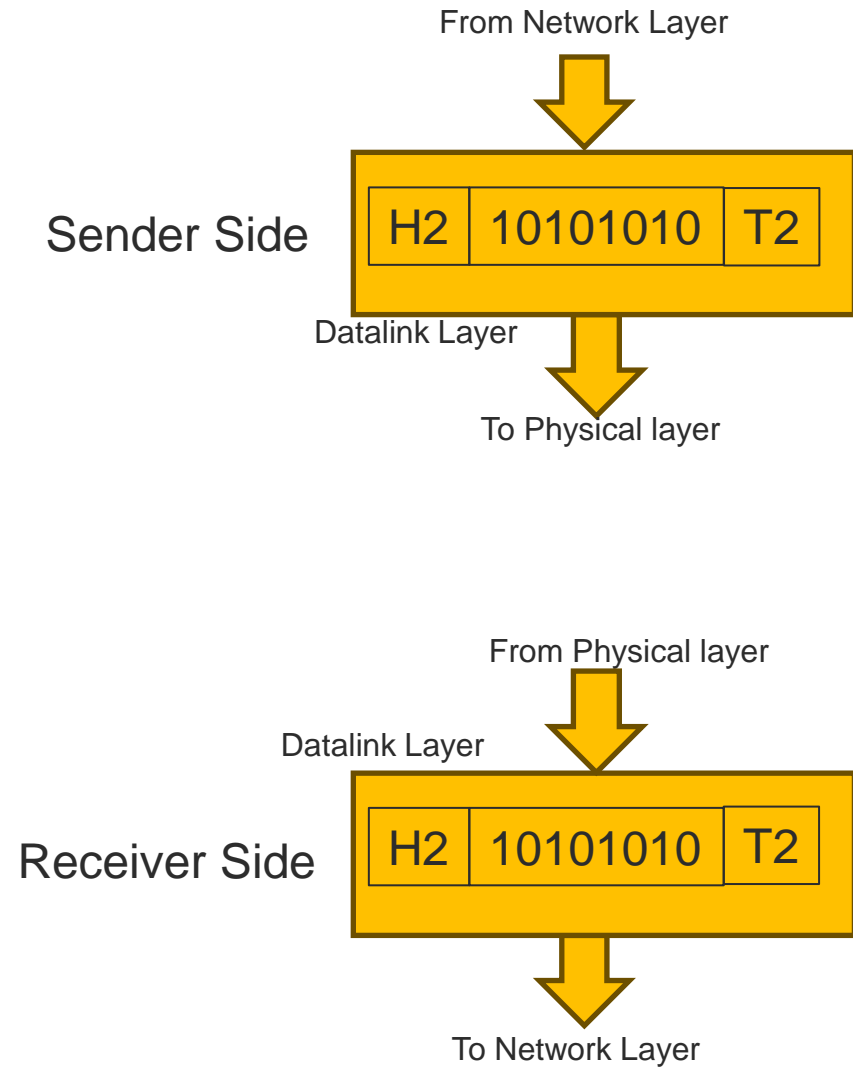 From Network Layer
Sender Side
H2 10101010 T2
Datalink Layer
To Physical layer
From Physical layer
Datalink Layer
Receiver Side
H2 10101010 T2
To Network Layer